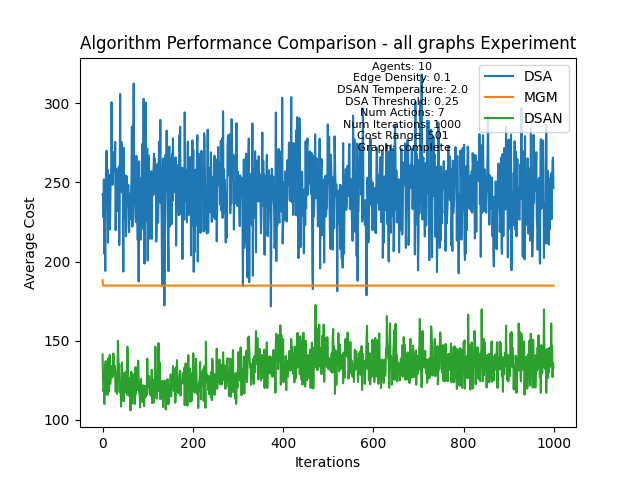 Algorithm Performance Comparison - all graphs Experiment
Agents: 10
Edge Density: 0.1
DSAN Temperature: 2.0
DSA Threshold: 0.25
Num Actions: 7
Num Iterations: 1000
Cost Range: 501
Graph: complete
DSA
MGM
DSAN
Average Cost
300
250
200
150
100
0 200 400 600 800 1000
Iterations